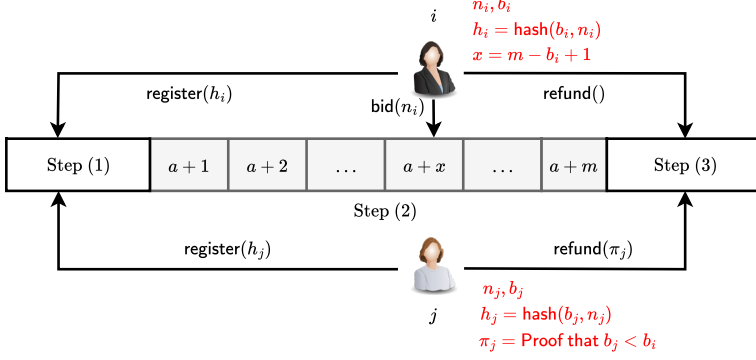 i
n_i, b_i
h_i = hash(b_i, n_i)
x = m − b_i + 1
register(h_i)
bid(n_i)
refund()
Step (1)
a + 1
a + 2
...
a + x
...
a + m
Step (3)
Step (2)
register(h_j)
refund(π_j)
j
n_j, b_j
h_j = hash(b_j, n_j)
π_j = Proof that b_j < b_i